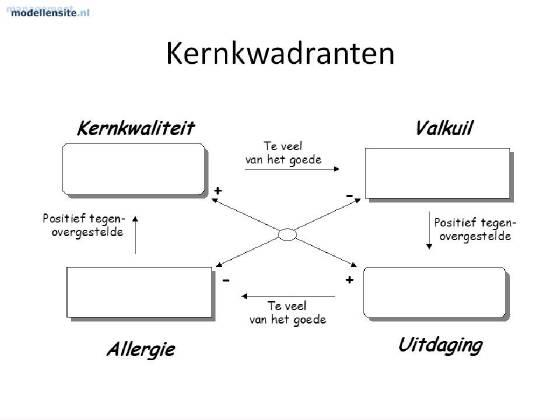 management
modellensite.nl
Kernkwadranten
Kernkwaliteit
Valkuil
Te veel
van het goede
+
-
Positief tegen-
overgestelde
Positief tegen-
overgestelde
-
+
Te veel
van het goede
Allergie
Uitdaging